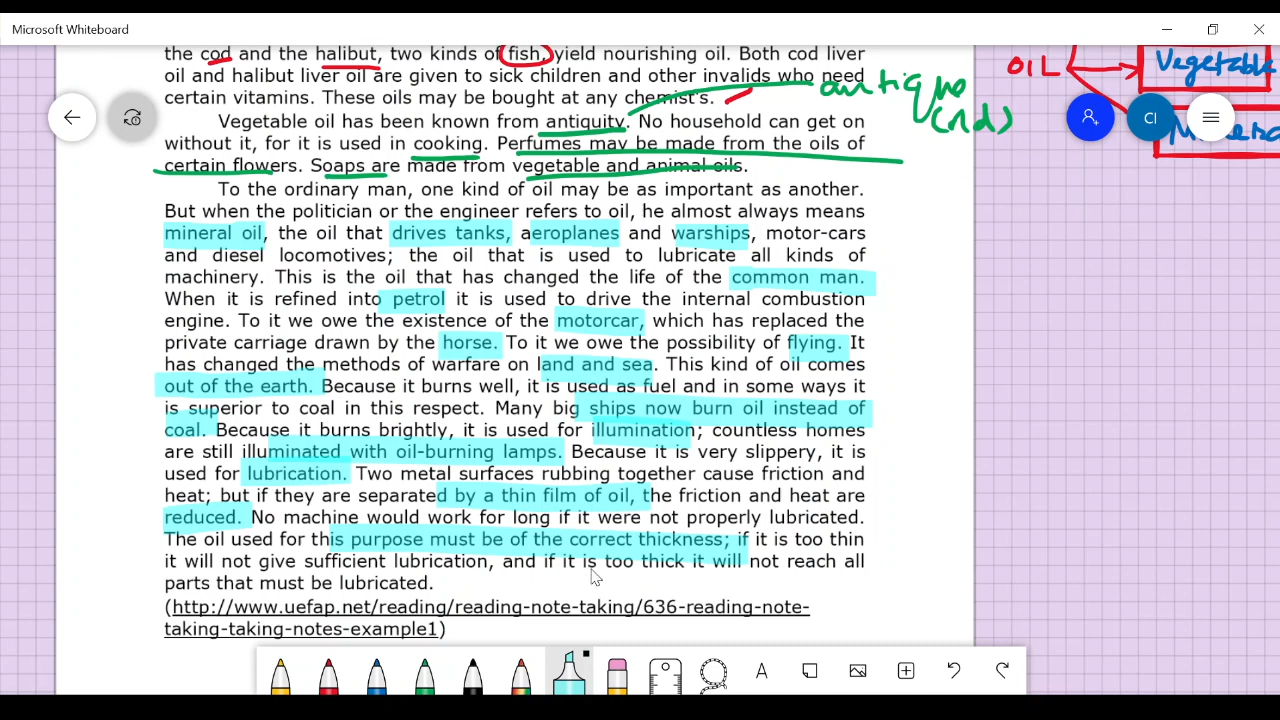 Microsoft Whiteboard
the cod and the halibut, two kinds of fish, yield nourishing oil. Both cod liver
oil and halibut liver oil are given to sick children and other invalids who need
certain vitamins. These oils may be bought at any chemist's.
Vegetable oil has been known from antiquity. No household can get on
without it, for it is used in cooking. Perfumes may be made from the oils of
certain flowers. Soaps are made from vegetable and animal oils.
To the ordinary man, one kind of oil may be as important as another.
But when the politician or the engineer refers to oil, he almost always means
mineral oil, the oil that drives tanks, aeroplanes and warships, motor-cars
and diesel locomotives; the oil that is used to lubricate all kinds of
machinery. This is the oil that has changed the life of the common man.
When it is refined into petrol it is used to drive the internal combustion
engine. To it we owe the existence of the motorcar, which has replaced the
private carriage drawn by the horse. To it we owe the possibility of flying. It
has changed the methods of warfare on land and sea. This kind of oil comes
out of the earth. Because it burns well, it is used as fuel and in some ways it
is superior to coal in this respect. Many big ships now burn oil instead of
coal. Because it burns brightly, it is used for illumination; countless homes
are still illuminated with oil-burning lamps. Because it is very slippery, it is
used for lubrication. Two metal surfaces rubbing together cause friction and
heat; but if they are separated by a thin film of oil, the friction and heat are
reduced. No machine would work for long if it were not properly lubricated.
The oil used for this purpose must be of the correct thickness; if it is too thin
it will not give sufficient lubrication, and if it is too thick it will not reach all
parts that must be lubricated.
(http://www.uefap.net/reading/reading-note-taking/636-reading-note-
taking-taking-notes-example1)
antique
OIL
Vegetable
CI
A